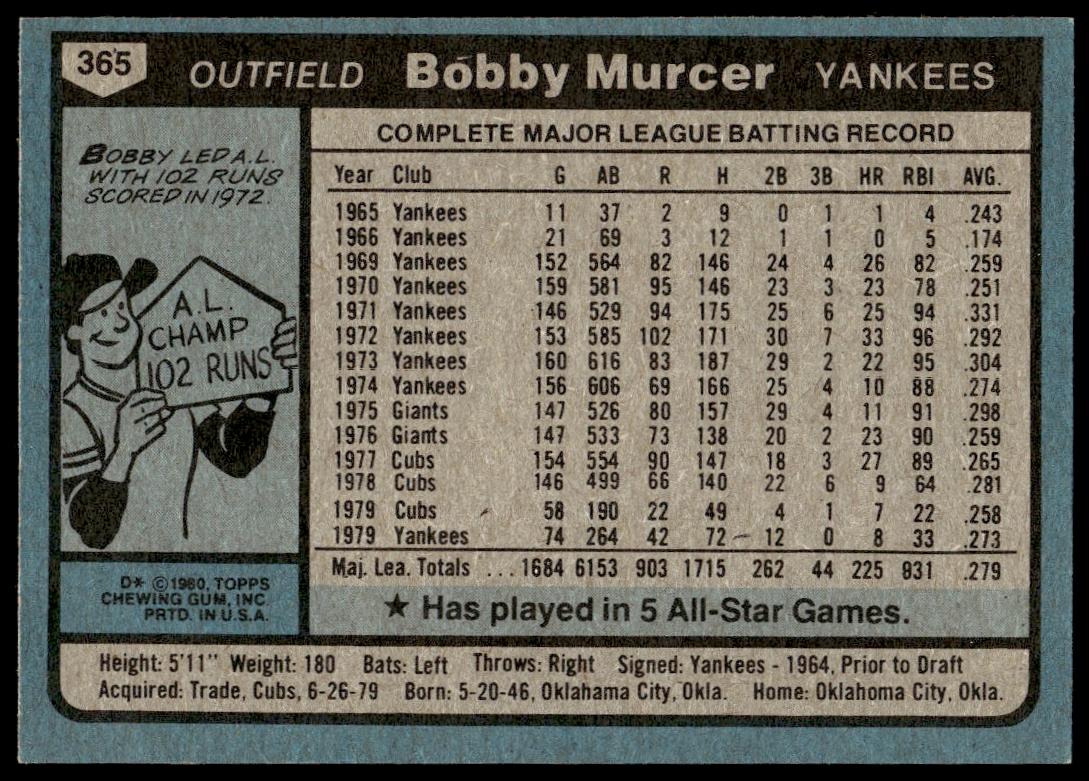 365 OUTFIELD Bobby Murcer YANKEES
BOBBY LED A.L.
WITH 102 RUNS
SCORED IN 1972.
A.L.
CHAMP
102 RUNS
D* © 1980, TOPPS
CHEWING GUM, INC.
PRTD. IN U.S.A.
COMPLETE MAJOR LEAGUE BATTING RECORD
Year Club G AB R H 2B 3B HR RBI AVG.
1965 Yankees 11 37 2 9 0 1 1 4 .243
1966 Yankees 21 69 3 12 1 1 0 5 .174
1969 Yankees 152 564 82 146 24 4 26 82 .259
1970 Yankees 159 581 95 146 23 3 23 78 .251
1971 Yankees 146 529 94 175 25 6 25 94 .331
1972 Yankees 153 585 102 171 30 7 33 96 .292
1973 Yankees 160 616 83 187 29 2 22 95 .304
1974 Yankees 156 606 69 166 25 4 10 88 .274
1975 Giants 147 526 80 157 29 4 11 91 .298
1976 Giants 147 533 73 138 20 2 23 90 .259
1977 Cubs 154 554 90 147 18 3 27 89 .265
1978 Cubs 146 499 66 140 22 6 9 64 .281
1979 Cubs 58 190 22 49 4 1 7 22 .258
1979 Yankees 74 264 42 72 12 0 8 33 .273
Maj. Lea. Totals ...1684 6153 903 1715 262 44 225 831 .279
★ Has played in 5 All-Star Games.
Height: 5'11" Weight: 180 Bats: Left Throws: Right Signed: Yankees - 1964, Prior to Draft
Acquired: Trade, Cubs, 6-26-79 Born: 5-20-46, Oklahoma City, Okla. Home: Oklahoma City, Okla.